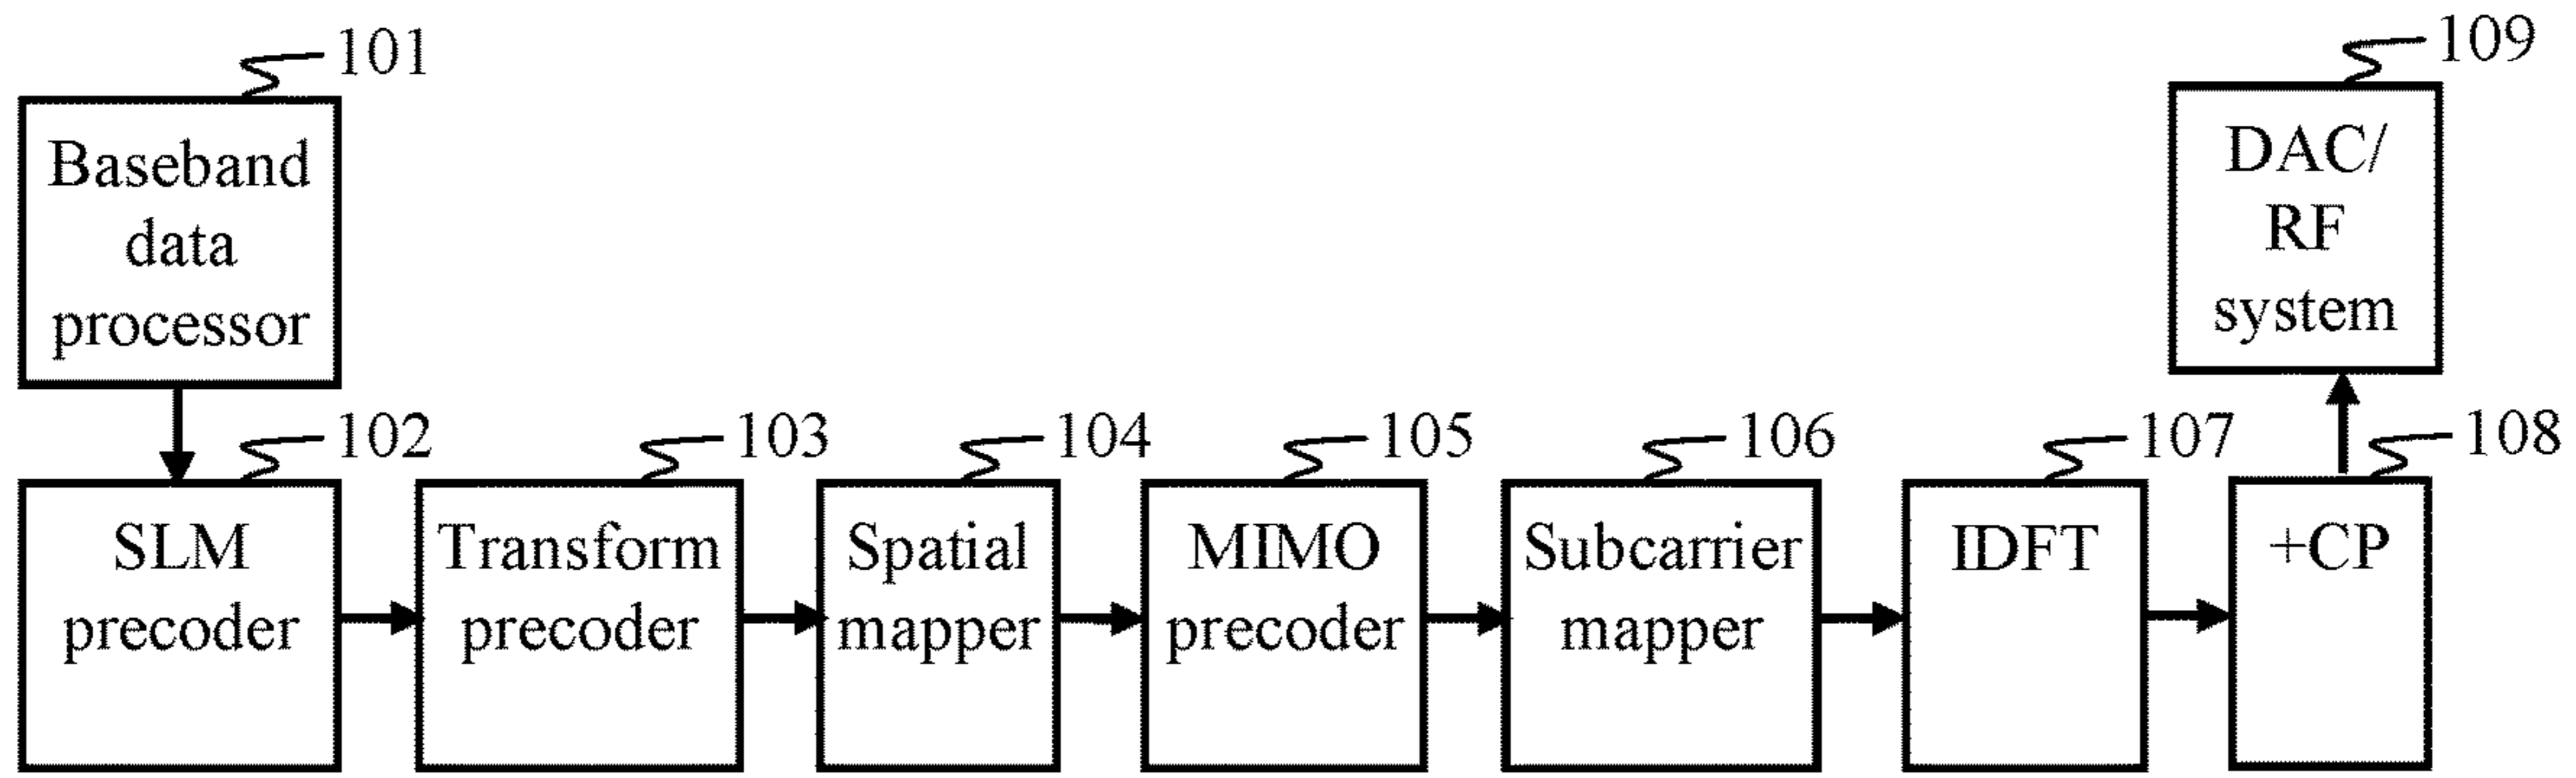 101
Baseband
data
processor
109
DAC/
RF
system
102
SLM
precoder
103
Transform
precoder
104
Spatial
mapper
105
MIMO
precoder
106
Subcarrier
mapper
107
IDFT
108
+CP